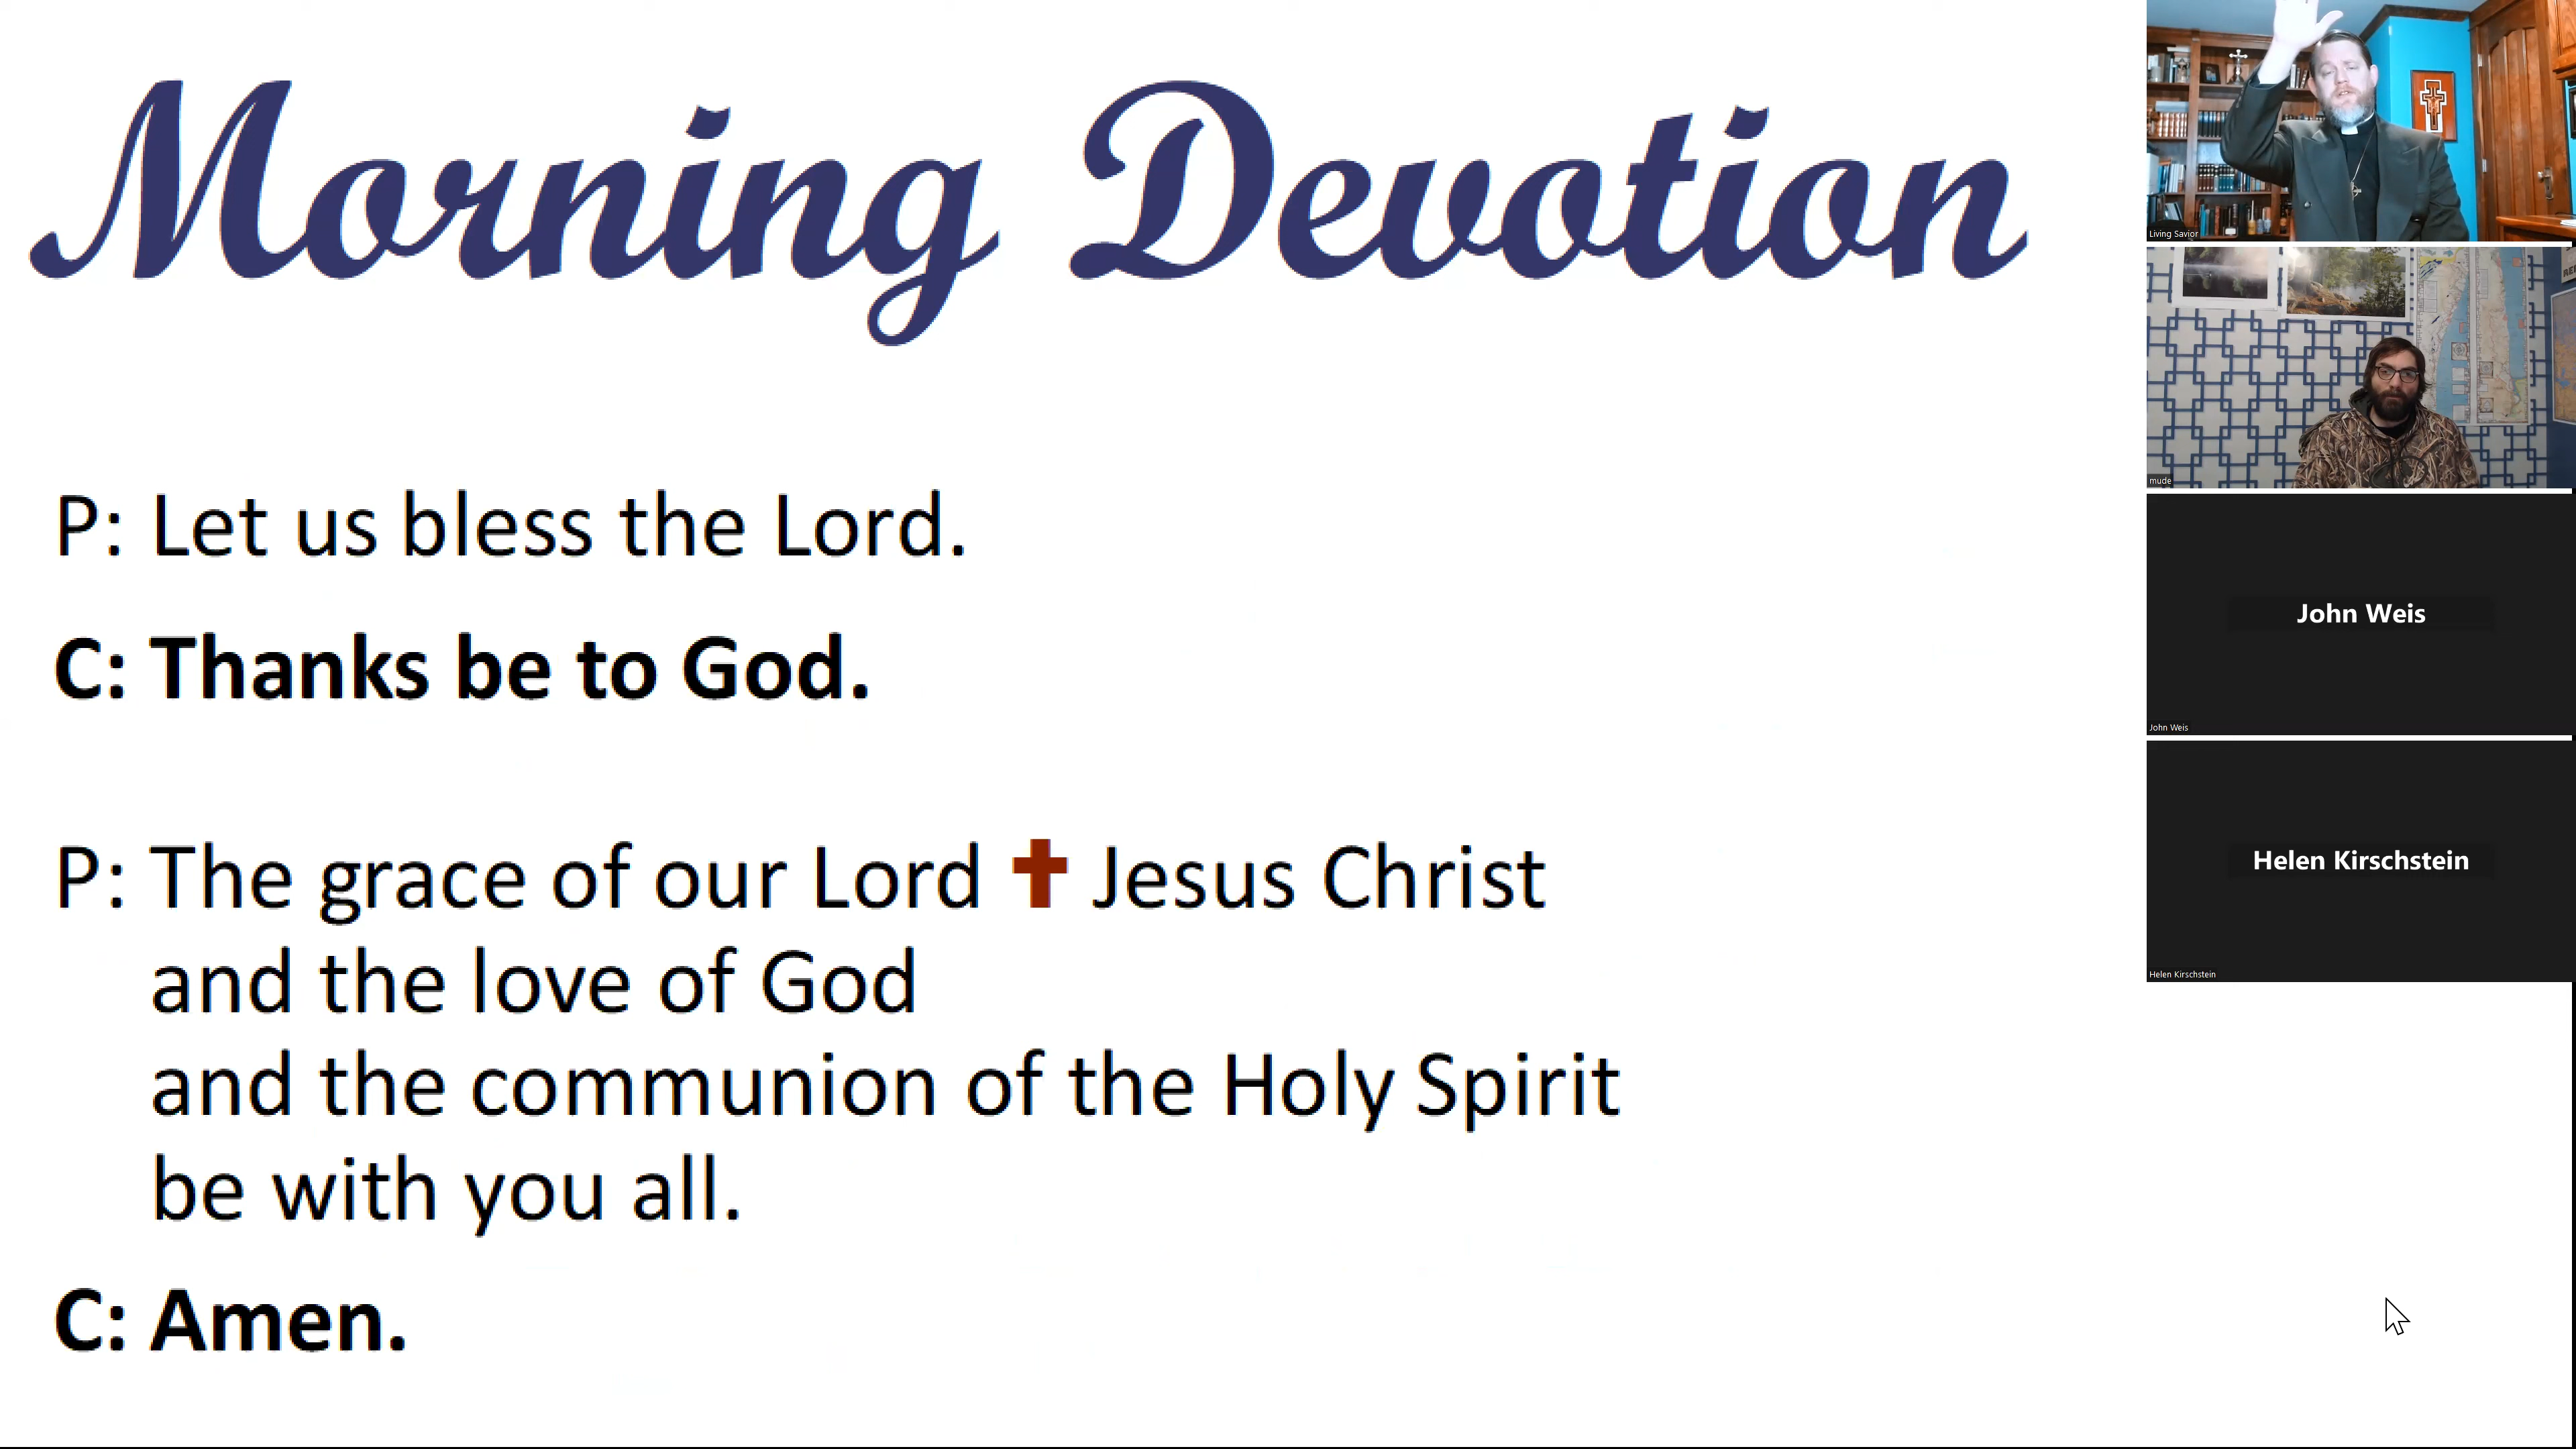 Morning Devotion
P: Let us bless the Lord.
C: Thanks be to God.
P: The grace of our Lord ✝ Jesus Christ
and the love of God
and the communion of the Holy Spirit
be with you all.
C: Amen.
Living Savior
mude
John Weis
John Weis
Helen Kirschstein
Helen Kirschstein